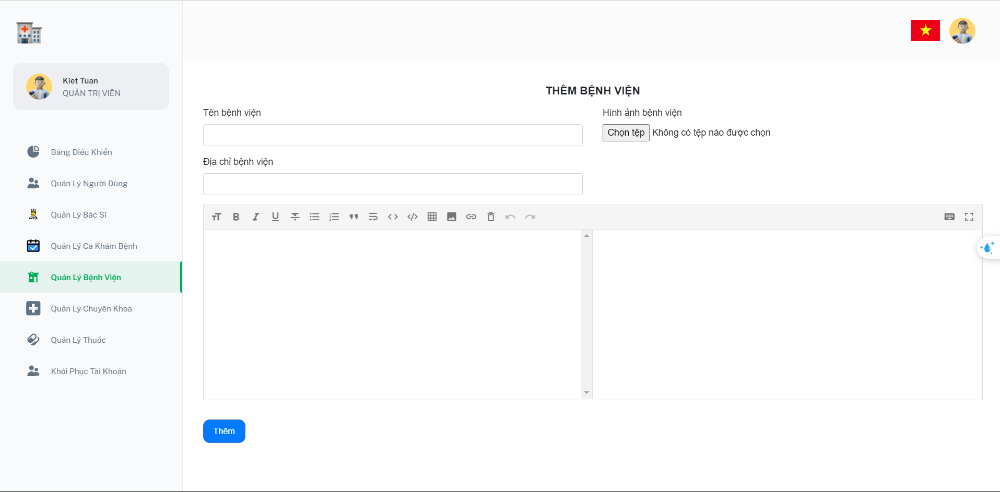 Kiet Tuan
QUẢN TRỊ VIÊN
Bảng Điều Khiển
Quản Lý Người Dùng
Quản Lý Bác Sĩ
Quản Lý Ca Khám Bệnh
Quản Lý Bệnh Viện
Quản Lý Chuyên Khoa
Quản Lý Thuốc
Khôi Phục Tài Khoản
THÊM BỆNH VIỆN
Tên bệnh viện
Hình ảnh bệnh viện
Chọn tệp Không có tệp nào được chọn
Địa chỉ bệnh viện
Thêm